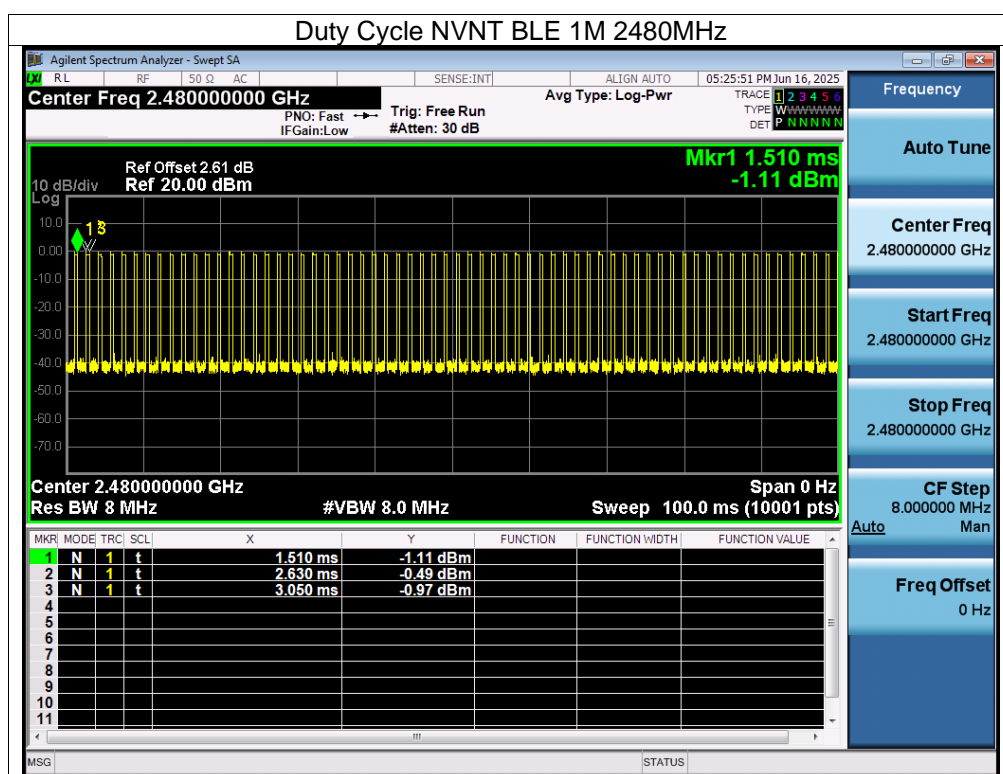 Duty Cycle NVNT BLE 1M 2480MHz
Agilent Spectrum Analyzer - Swept SA
LXI RL RF 50 Ω AC SENSE:INT ALIGN AUTO 05:25:51 PM Jun 16, 2025
Center Freq 2.480000000 GHz
PNO: Fast
IFGain:Low
Trig: Free Run
#Atten: 30 dB
Avg Type: Log-Pwr
TRACE 1 2 3 4 5 6
TYPE WWWWWW
DET P N N N N N
Mkr1 1.510 ms
-1.11 dBm
Ref Offset 2.61 dB
10 dB/div Ref 20.00 dBm
Log
10.0
0.00
-10.0
-20.0
-30.0
-40.0
-50.0
-60.0
-70.0
1 3
Center 2.480000000 GHz Span 0 Hz
Res BW 8 MHz #VBW 8.0 MHz Sweep 100.0 ms (10001 pts)
MKR MODE TRC SCL X Y FUNCTION FUNCTION WIDTH FUNCTION VALUE
1 N 1 t 1.510 ms -1.11 dBm
2 N 1 t 2.630 ms -0.49 dBm
3 N 1 t 3.050 ms -0.97 dBm
4
5
6
7
8
9
10
11
MSG STATUS
Frequency
Auto Tune
Center Freq
2.480000000 GHz
Start Freq
2.480000000 GHz
Stop Freq
2.480000000 GHz
CF Step
8.000000 MHz
Auto Man
Freq Offset
0 Hz